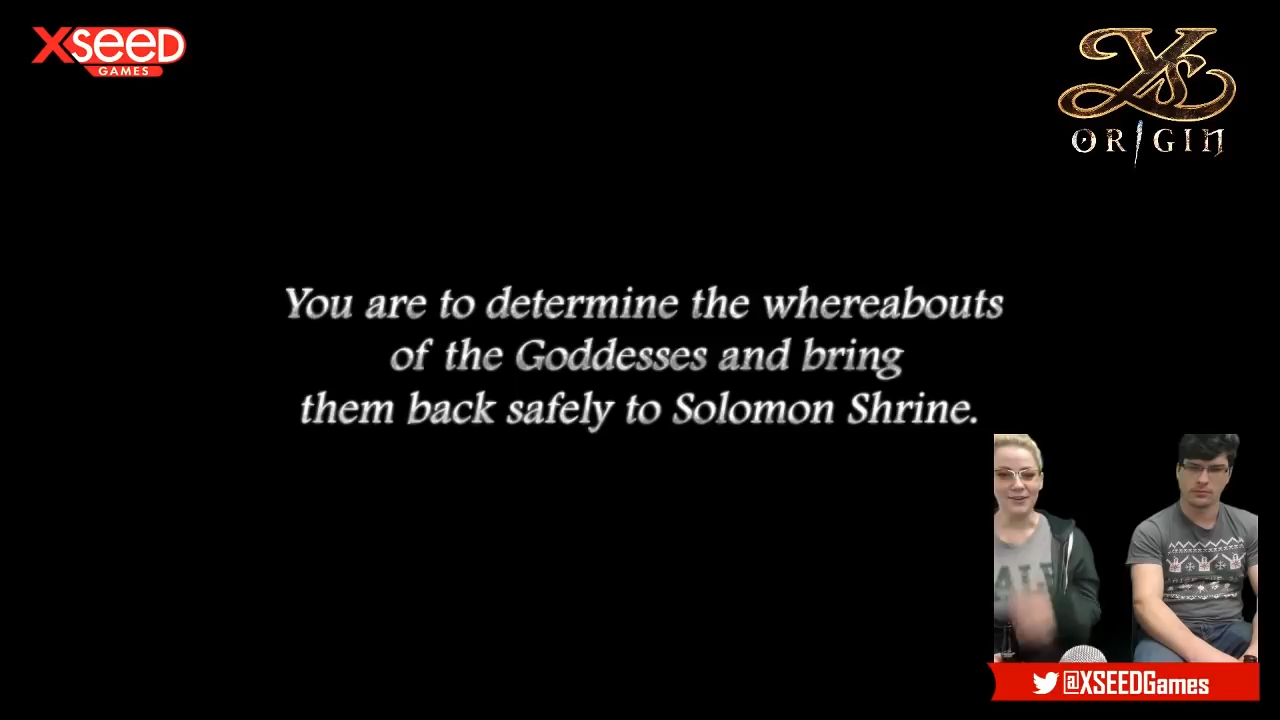 XSEED
GAMES
Ys
ORIGIN
You are to determine the whereabouts
of the Goddesses and bring
them back safely to Solomon Shrine.
@XSEEDGames